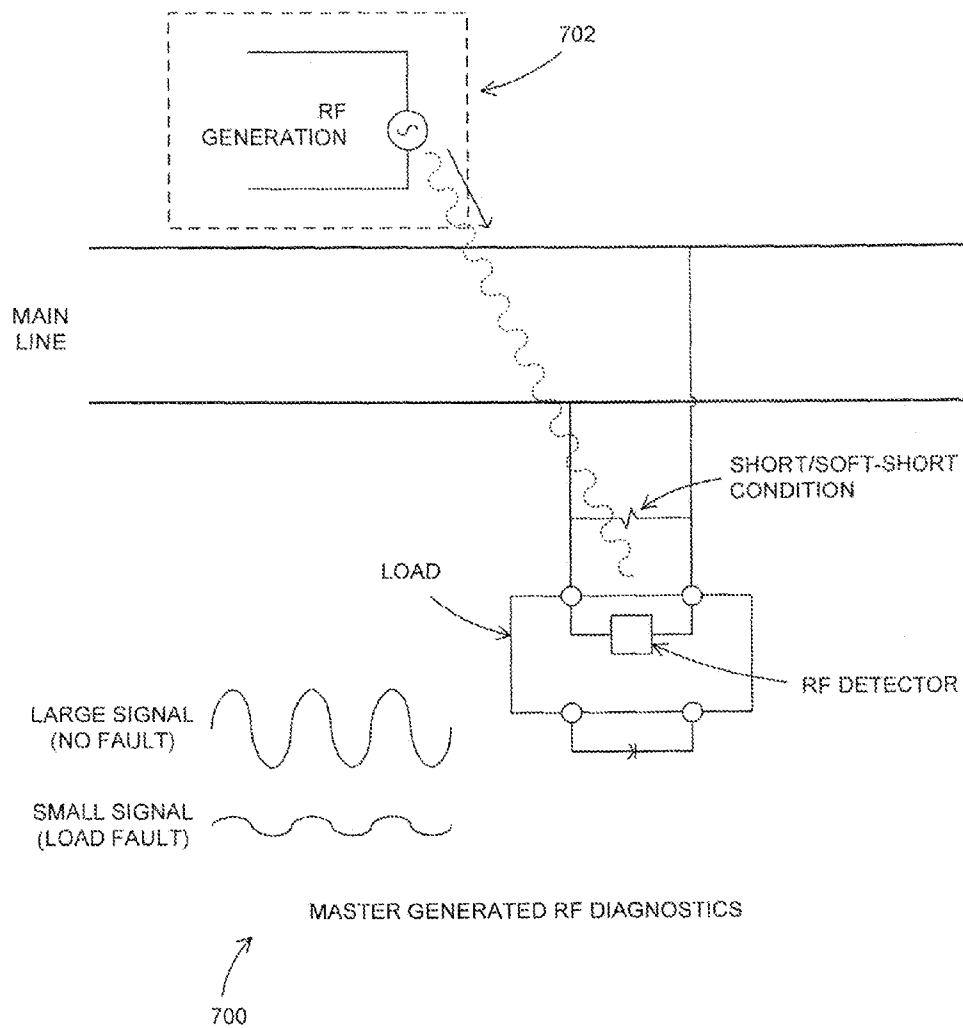 702
RF
GENERATION
MAIN
LINE
SHORT/SOFT-SHORT
CONDITION
LOAD
RF DETECTOR
LARGE SIGNAL
(NO FAULT)
SMALL SIGNAL
(LOAD FAULT)
MASTER GENERATED RF DIAGNOSTICS
700